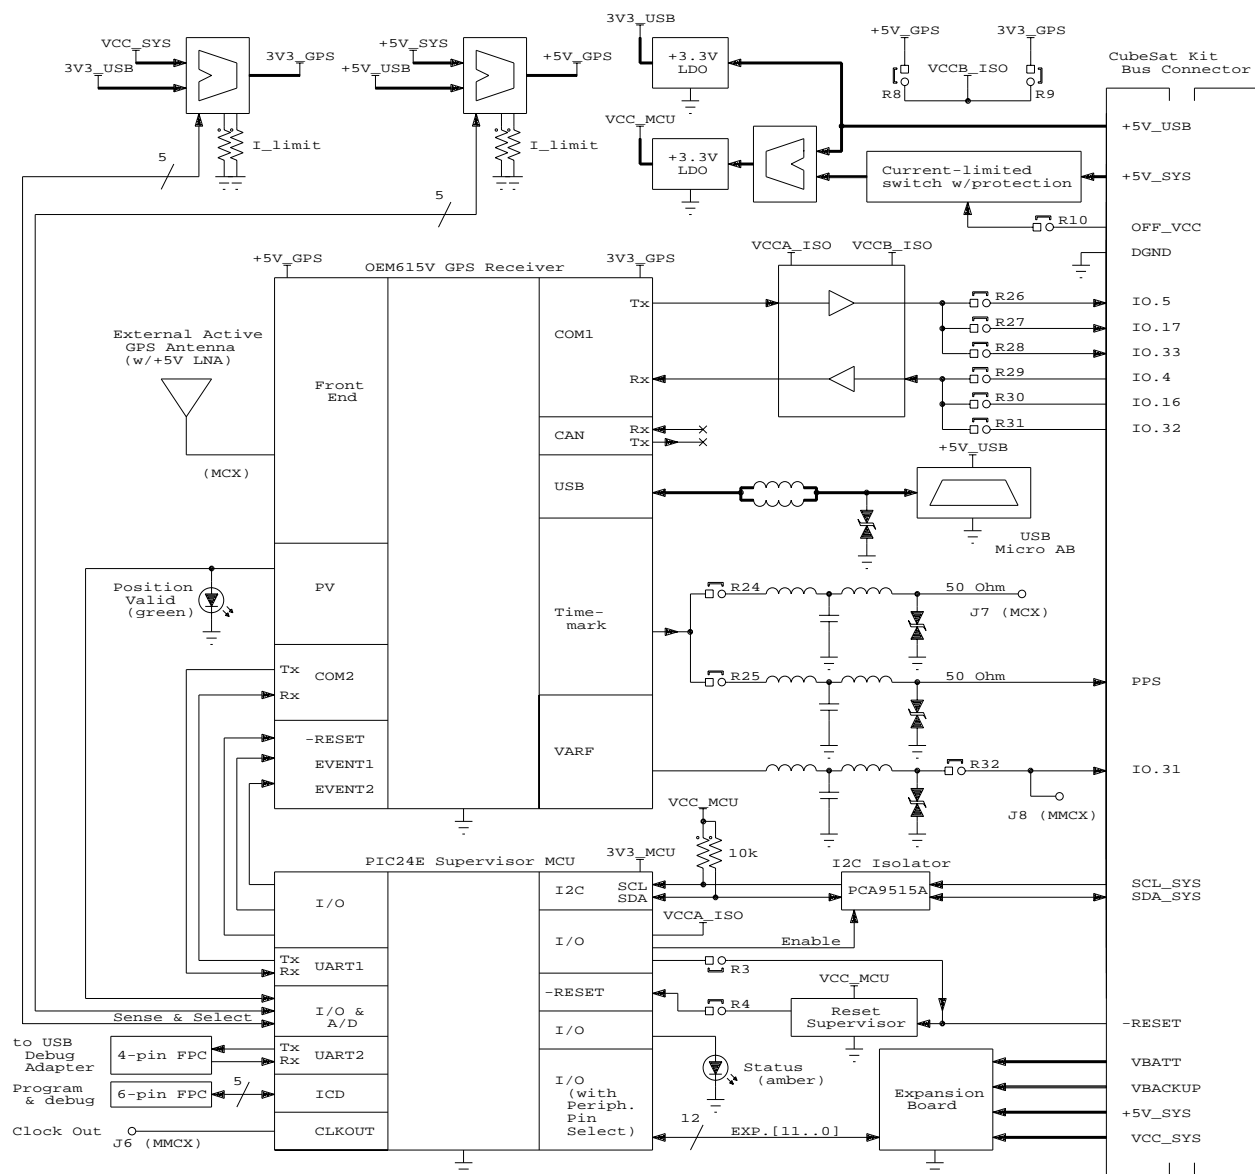 VCC_SYS
3V3_USB
3V3_GPS
I_limit
5
+5V_SYS
+5V_USB
+5V_GPS
I_limit
5
3V3_USB
+3.3V
LDO
VCC_MCU
+3.3V
LDO
+5V_GPS
3V3_GPS
VCCB_ISO
R8
R9
Current-limited
switch w/protection
R10
CubeSat Kit
Bus Connector
+5V_USB
+5V_SYS
OFF_VCC
DGND
+5V_GPS
OEM615V GPS Receiver
3V3_GPS
VCCA_ISO
VCCB_ISO
External Active
GPS Antenna
(w/+5V LNA)
(MCX)
Front
End
Tx
COM1
Rx
CAN
Rx
Tx
USB
R26
R27
R28
R29
R30
R31
IO.5
IO.17
IO.33
IO.4
IO.16
IO.32
+5V_USB
USB
Micro AB
Position
Valid
(green)
PV
Time-
mark
R24
50 Ohm
J7 (MCX)
R25
50 Ohm
PPS
Tx
COM2
Rx
-RESET
EVENT1
EVENT2
VARF
R32
IO.31
J8 (MMCX)
VCC_MCU
10k
PIC24E Supervisor MCU
3V3_MCU
I2C Isolator
PCA9515A
I2C
SCL
SDA
SCL_SYS
SDA_SYS
I/O
VCCA_ISO
I/O
Enable
Tx
Rx
UART1
R3
-RESET
R4
VCC_MCU
Reset
Supervisor
-RESET
Sense & Select
I/O &
A/D
I/O
to USB
Debug
Adapter
4-pin FPC
Tx
Rx
UART2
Status
(amber)
Program
& debug
6-pin FPC
5
ICD
I/O
(with
Periph.
Pin
Select)
Expansion
Board
VBATT
VBACKUP
+5V_SYS
VCC_SYS
Clock Out
J6 (MMCX)
CLKOUT
12
EXP.[11..0]